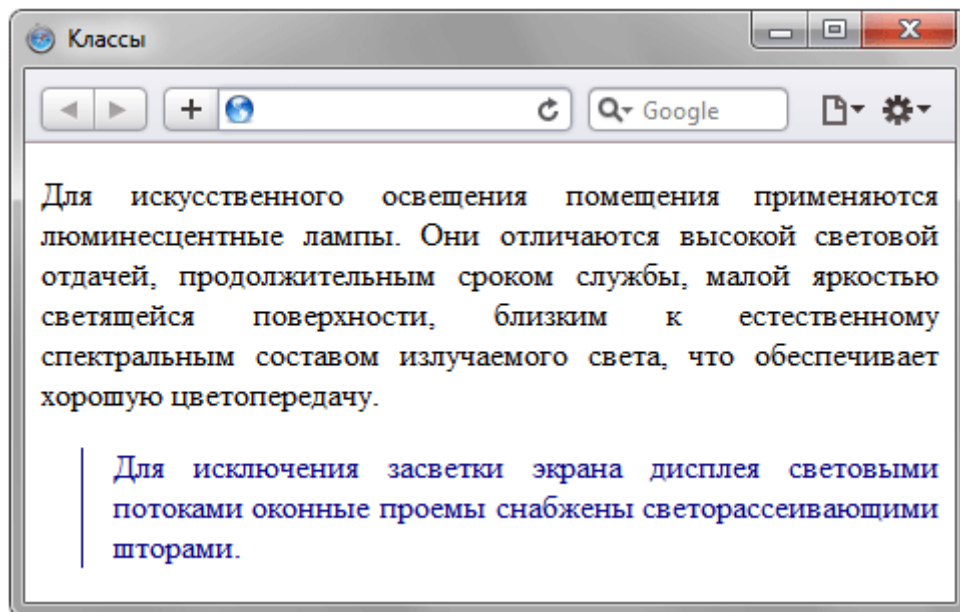 Классы
Google
Для искусственного освещения помещения применяются
люминесцентные лампы. Они отличаются высокой световой
отдачей, продолжительным сроком службы, малой яркостью
светящейся поверхности, близким к естественному
спектральным составом излучаемого света, что обеспечивает
хорошую цветопередачу.
Для исключения засветки экрана дисплея световыми
потоками оконные проемы снабжены светорассеивающими
шторами.